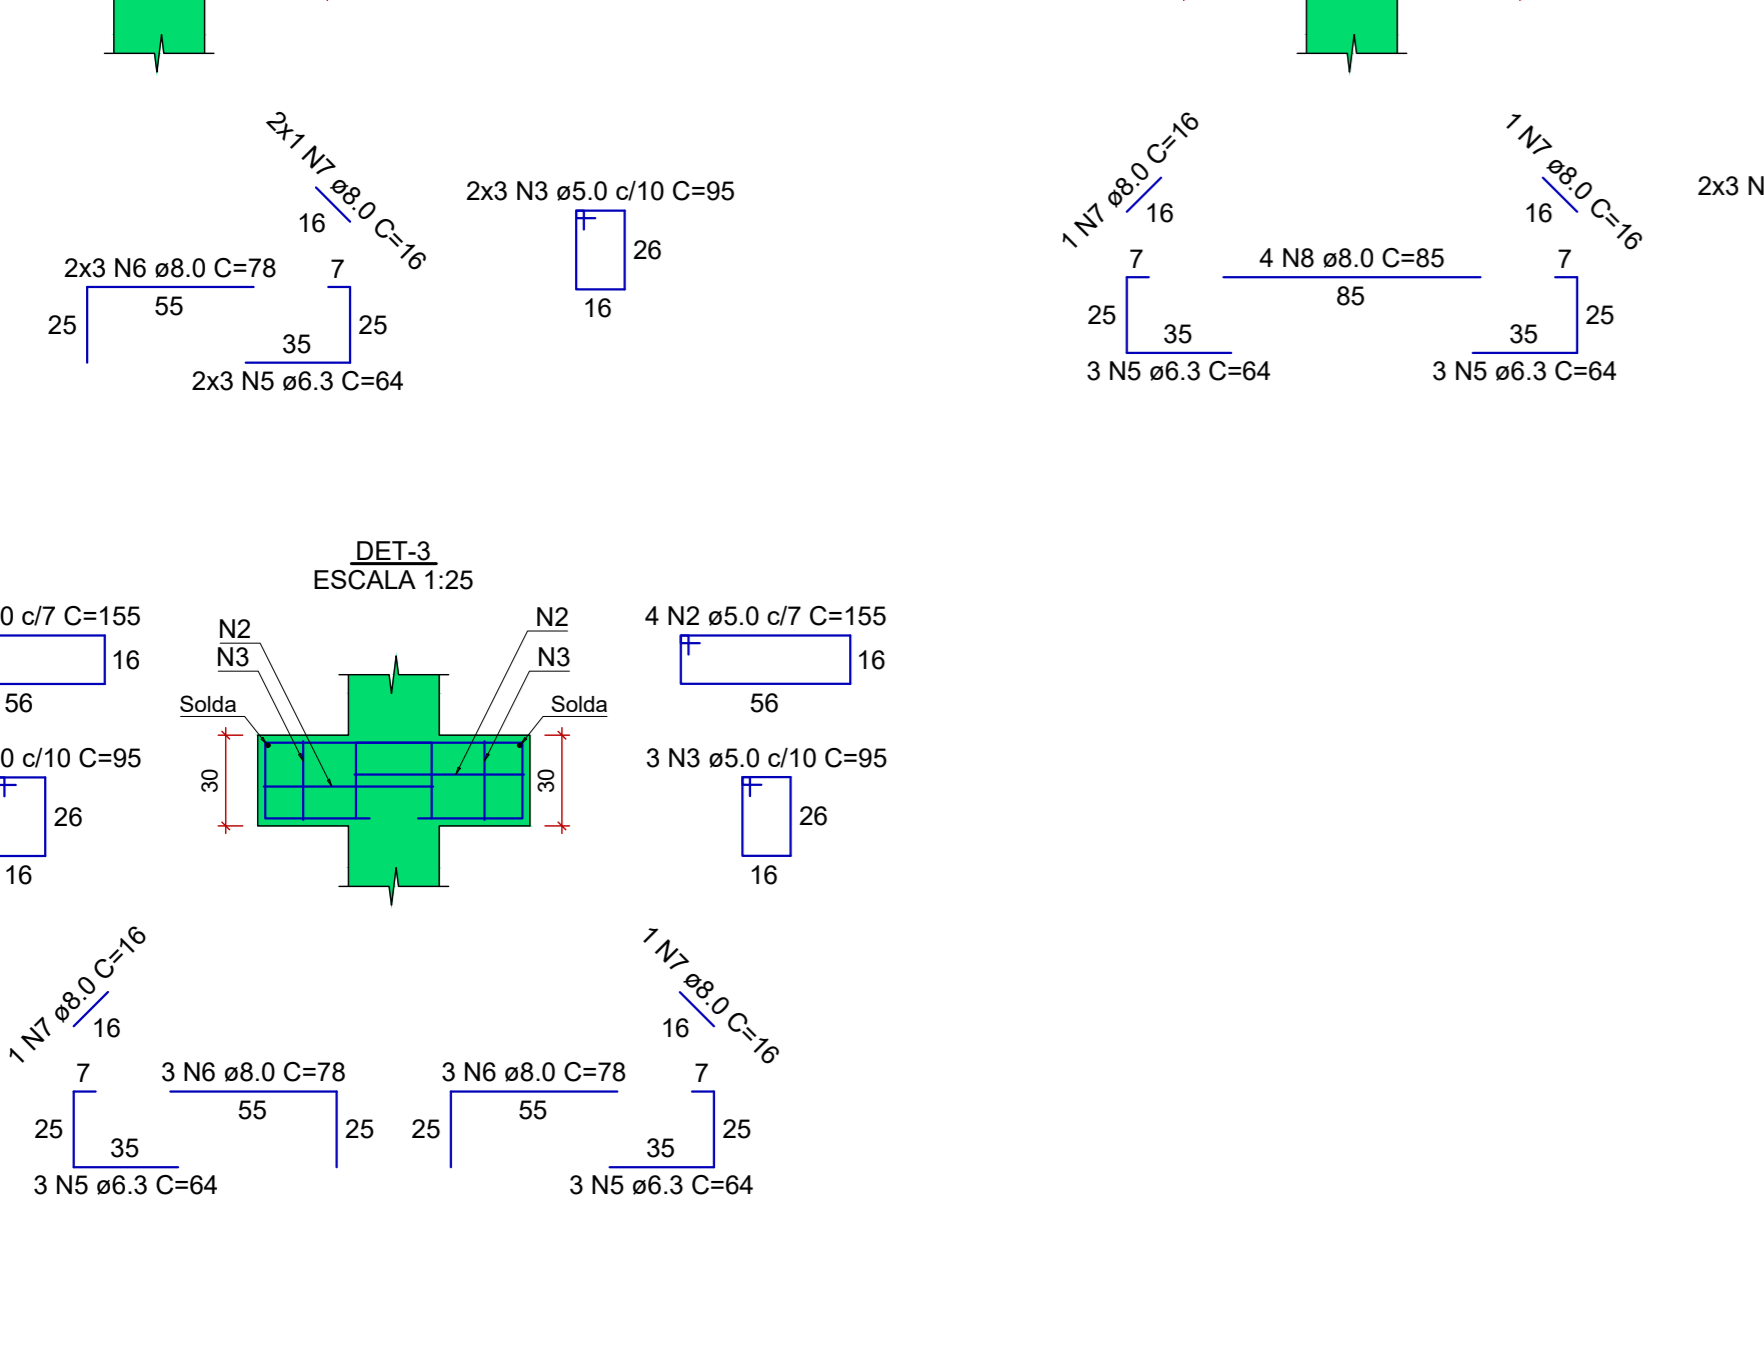 2x1 N7 ø8.0 C=16
16
2x3 N6 ø8.0 C=78
55
25
7
25
35
2x3 N5 ø6.3 C=64
2x3 N3 ø5.0 c/10 C=95
26
16
1 N7 ø8.0 C=16
16
7
25
35
3 N5 ø6.3 C=64
4 N8 ø8.0 C=85
85
1 N7 ø8.0 C=16
16
7
25
35
3 N5 ø6.3 C=64
2x3 N
DET-3
ESCALA 1:25
0 c/7 C=155
16
56
0 c/10 C=95
26
16
N2
N3
Solda
30
N2
N3
Solda
30
4 N2 ø5.0 c/7 C=155
16
56
3 N3 ø5.0 c/10 C=95
26
16
1 N7 ø8.0 C=16
16
7
25
35
3 N5 ø6.3 C=64
3 N6 ø8.0 C=78
55
25
3 N6 ø8.0 C=78
55
25
1 N7 ø8.0 C=16
16
7
25
35
3 N5 ø6.3 C=64